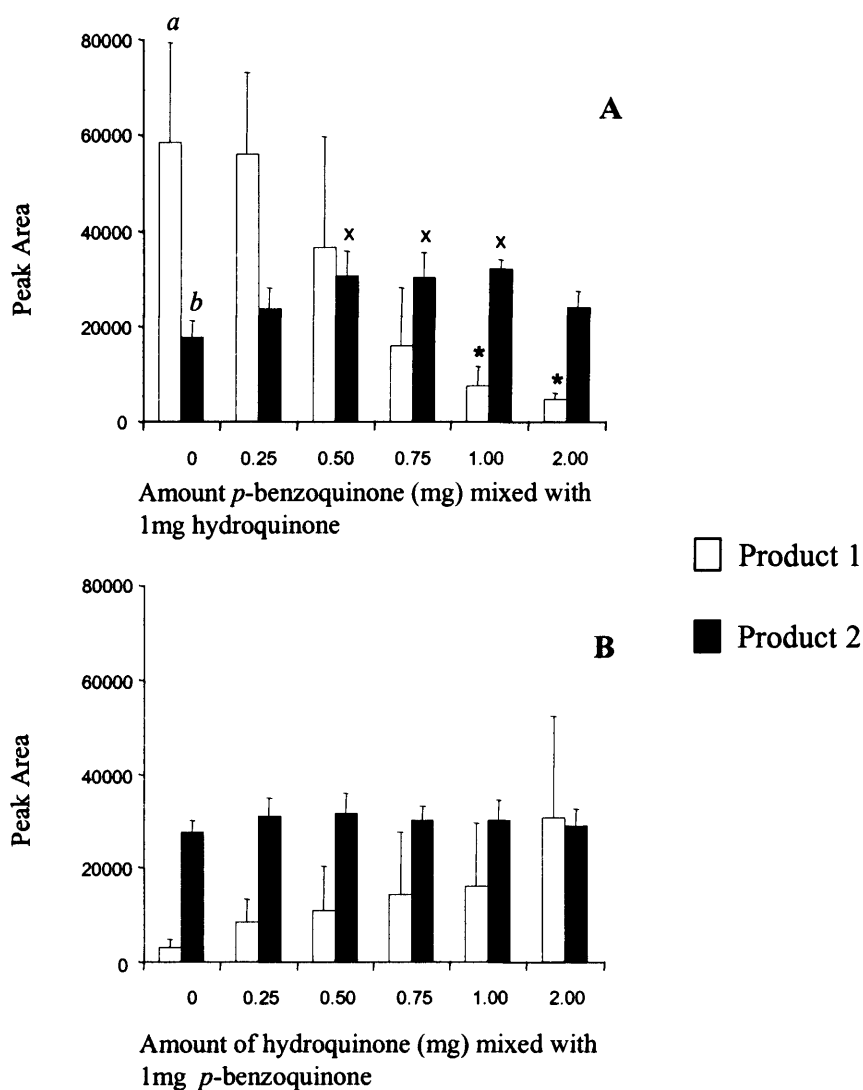 a
80000
A
60000
x
x
x
40000
b
Peak Area
20000
*
*
0
0 0.25 0.50 0.75 1.00 2.00
Amount p-benzoquinone (mg) mixed with
1mg hydroquinone
Product 1
Product 2
80000
B
60000
40000
Peak Area
20000
0
0 0.25 0.50 0.75 1.00 2.00
Amount of hydroquinone (mg) mixed with
1mg p-benzoquinone